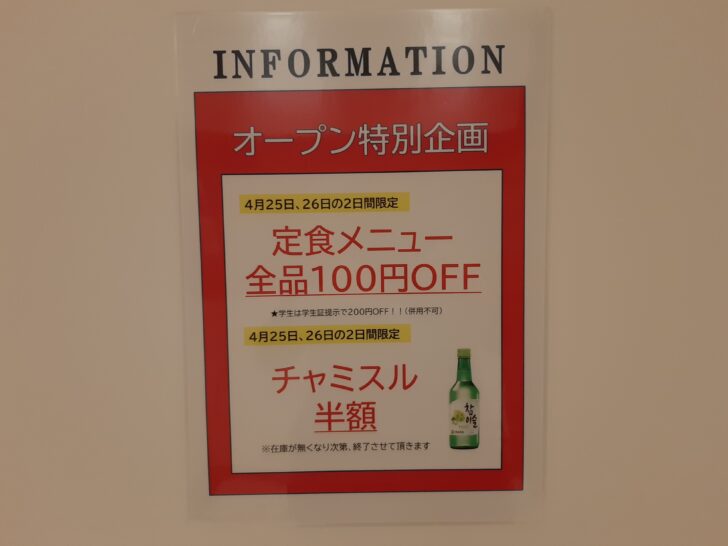 INFORMATION
オープン特別企画
4月25日、26日の2日間限定
定食メニュー
全品100円OFF
★学生は学生証提示で200円OFF！！（併用不可）
4月25日、26日の2日間限定
チャミスル
半額
참
이슬
※在庫が無くなり次第、終了させて頂きます